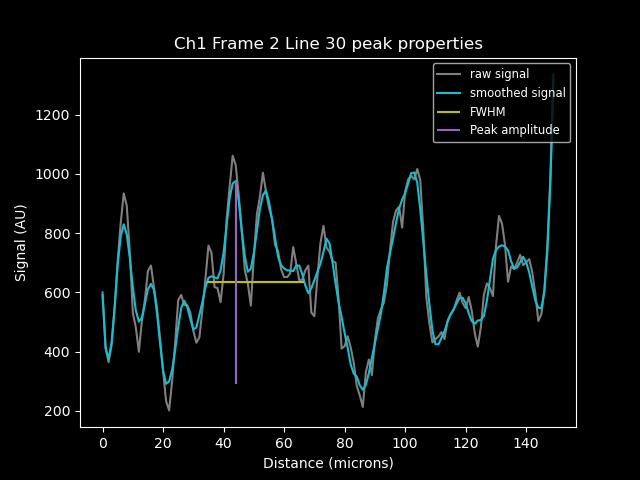 Ch1 Frame 2 Line 30 peak properties
raw signal
smoothed signal
FWHM
Peak amplitude
Signal (AU)
1200
1000
800
600
400
200
0 20 40 60 80 100 120 140
Distance (microns)